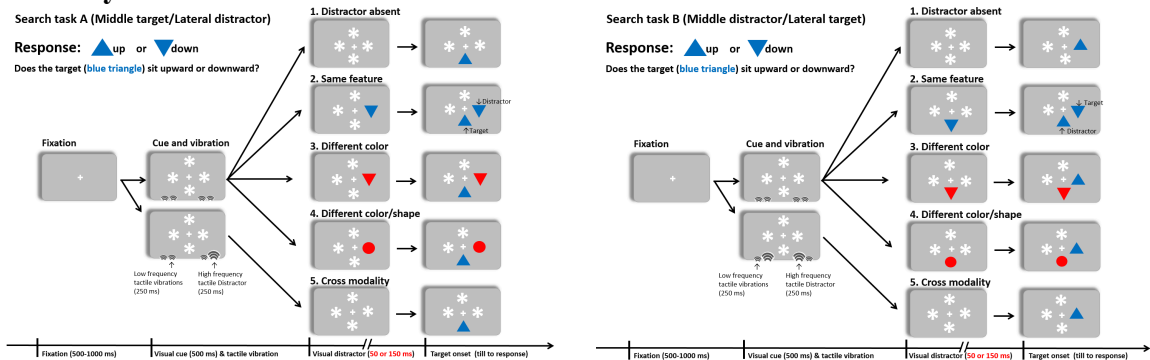 Search task A (Middle target/Lateral distractor)
Response: up or down
Does the target (blue triangle) sit upward or downward?
Fixation
Cue and vibration
Low frequency
tactile vibrations
(250 ms)
High frequency
tactile Distractor
(250 ms)
1. Distractor absent
2. Same feature
↓Distractor
↑Target
3. Different color
4. Different color/shape
5. Cross modality
Fixation (500-1000 ms)
Visual cue (500 ms) & tactile vibration
Visual distractor (50 or 150 ms)
Target onset (till to response)
Search task B (Middle distractor/Lateral target)
Response: up or down
Does the target (blue triangle) sit upward or downward?
Fixation
Cue and vibration
Low frequency
tactile vibrations
(250 ms)
High frequency
tactile Distractor
(250 ms)
1. Distractor absent
2. Same feature
↓ Target
↑ Distractor
3. Different color
4. Different color/shape
5. Cross modality
Fixation (500-1000 ms)
Visual cue (500 ms) & tactile vibration
Visual distractor (50 or 150 ms)
Target onset (till to response)